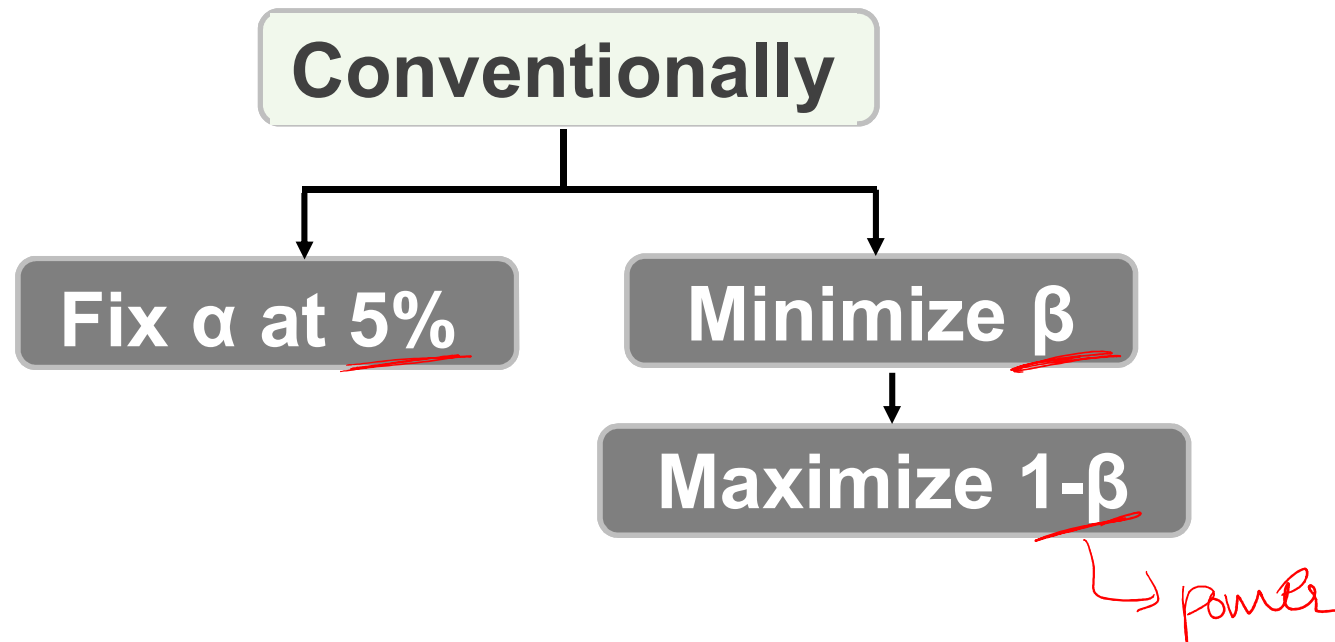 Conventionally
Fix α at 5%
Minimize β
Maximize 1-β
power